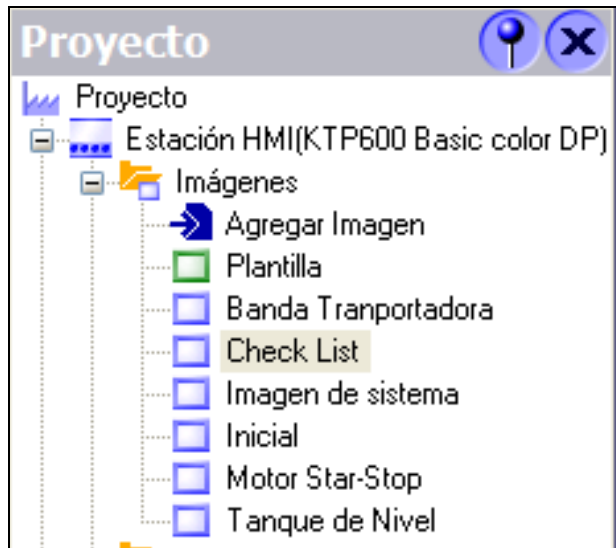 Proyecto
Proyecto
Estación HMI(KTP600 Basic color DP)
Imágenes
Agregar Imagen
Plantilla
Banda Tranportadora
Check List
Imagen de sistema
Inicial
Motor Star-Stop
Tanque de Nivel